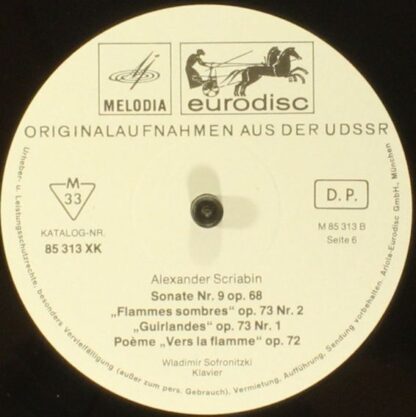 MELODIA
eurodisc
ORIGINALAUFNAHMEN AUS DER UDSSR
M
33
D.P.
KATALOG-NR.
85 313 XK
M 85 313 B
Seite 6
Alexander Scriabin
Sonate Nr. 9 op. 68
„Flammes sombres" op. 73 Nr. 2
„Guirlandes" op. 73 Nr. 1
Poème „Vers la flamme" op. 72
Wladimir Sofronitzki
Klavier
Urheber- u. Leistungsschutzrechte, besonders Vervielfältigung (außer zum pers. Gebrauch), Vermietung, Aufführung, Sendung vorbehalten. Ariola-Eurodisc GmbH., München